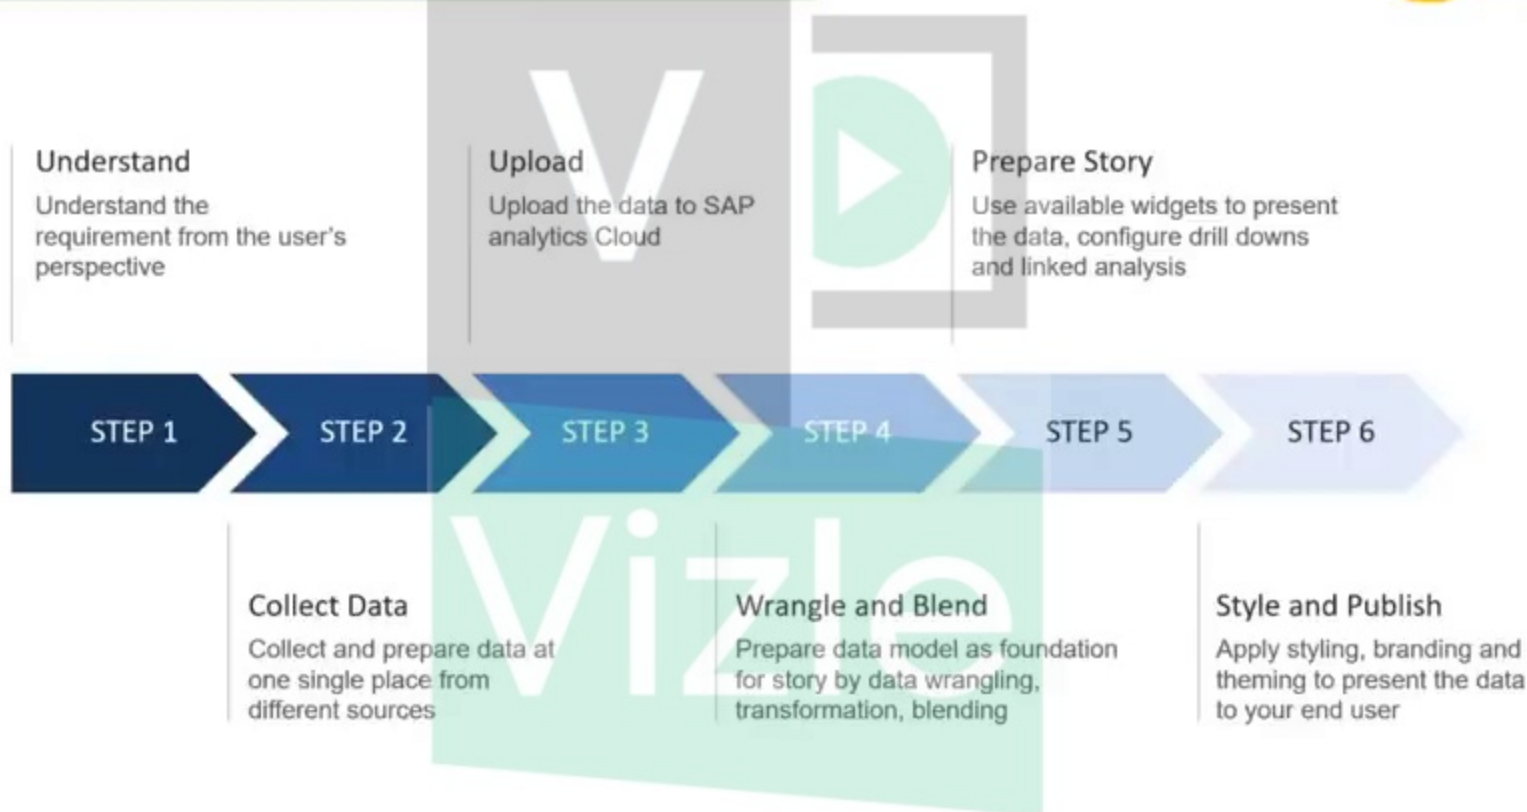 Understand
Understand the
requirement from the user's
perspective
Upload
Upload the data to SAP
analytics Cloud
Prepare Story
Use available widgets to present
the data, configure drill downs
and linked analysis
STEP 1
STEP 2
STEP 3
STEP 4
STEP 5
STEP 6
Collect Data
Collect and prepare data at
one single place from
different sources
Wrangle and Blend
Prepare data model as foundation
for story by data wrangling,
transformation, blending
Style and Publish
Apply styling, branding and
theming to present the data
to your end user
V
Vizle